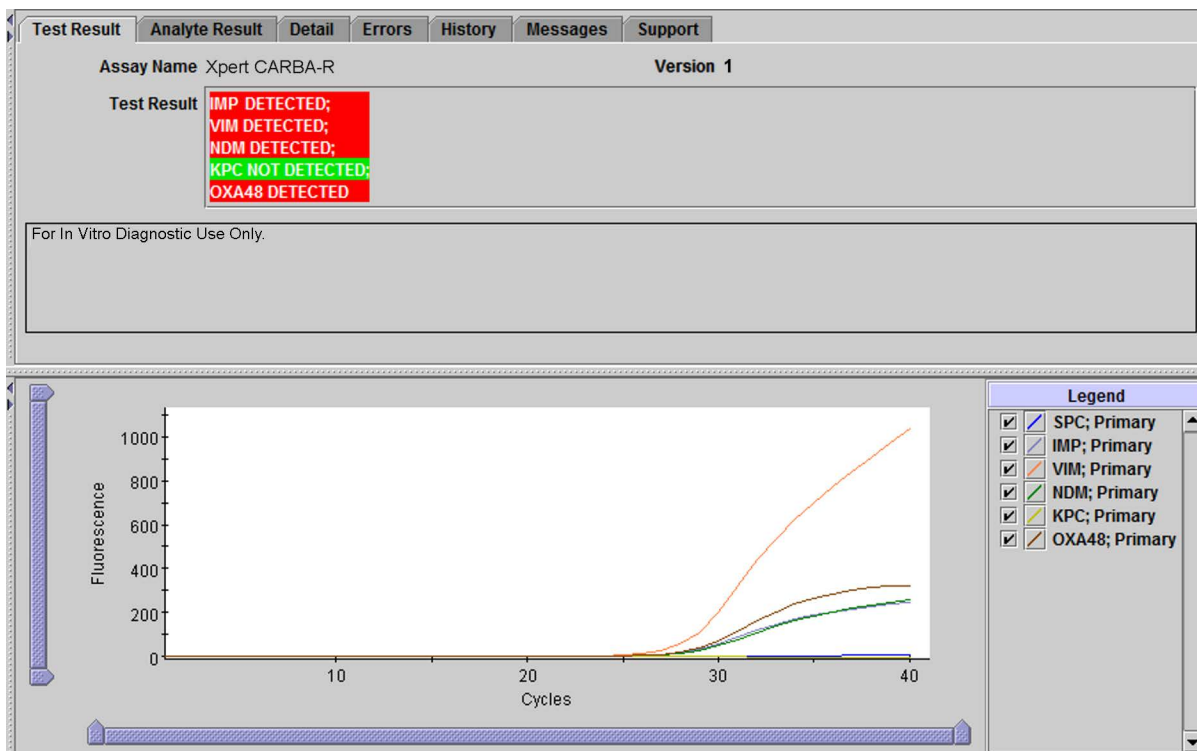 Test Result Analyte Result Detail Errors History Messages Support
Assay Name Xpert CARBA-R Version 1
Test Result IMP DETECTED;
VIM DETECTED;
NDM DETECTED;
KPC NOT DETECTED;
OXA48 DETECTED
For In Vitro Diagnostic Use Only.
1000
800
600
400
200
0
Fluorescence
10 20 30 40
Cycles
Legend
SPC; Primary
IMP; Primary
VIM; Primary
NDM; Primary
KPC; Primary
OXA48; Primary